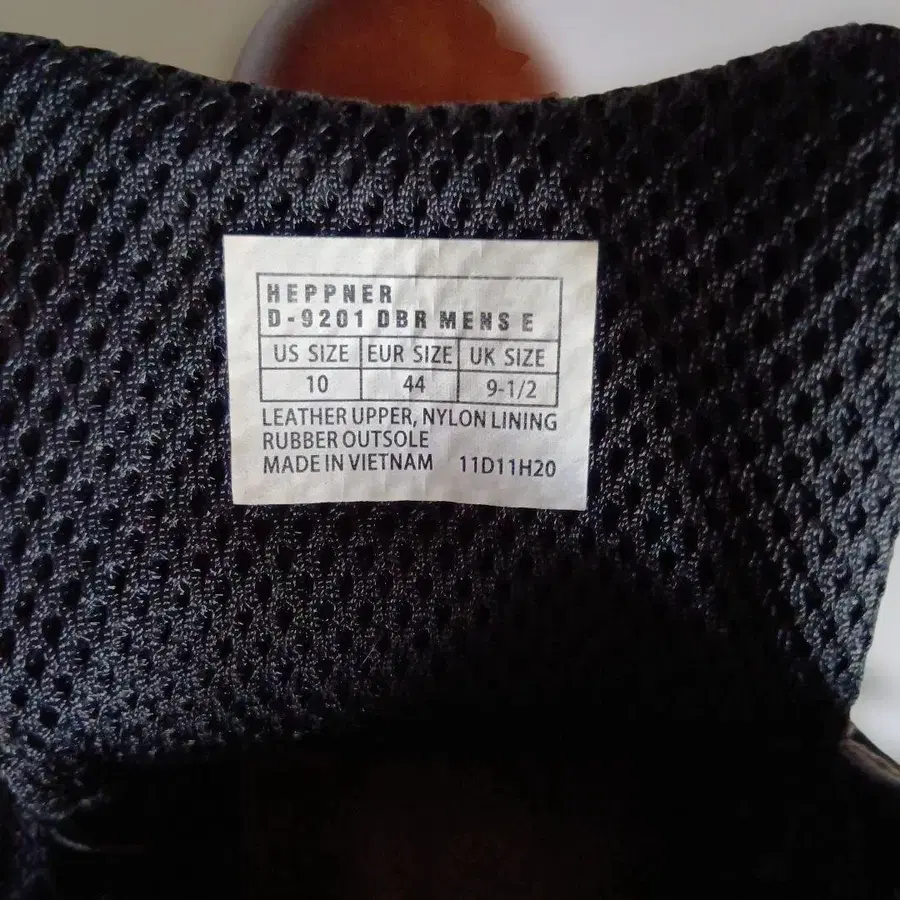 HEPPNER
D-9201 DBR MENS E
US SIZE EUR SIZE UK SIZE
10 44 9-1/2
LEATHER UPPER, NYLON LINING
RUBBER OUTSOLE
MADE IN VIETNAM 11D11H20